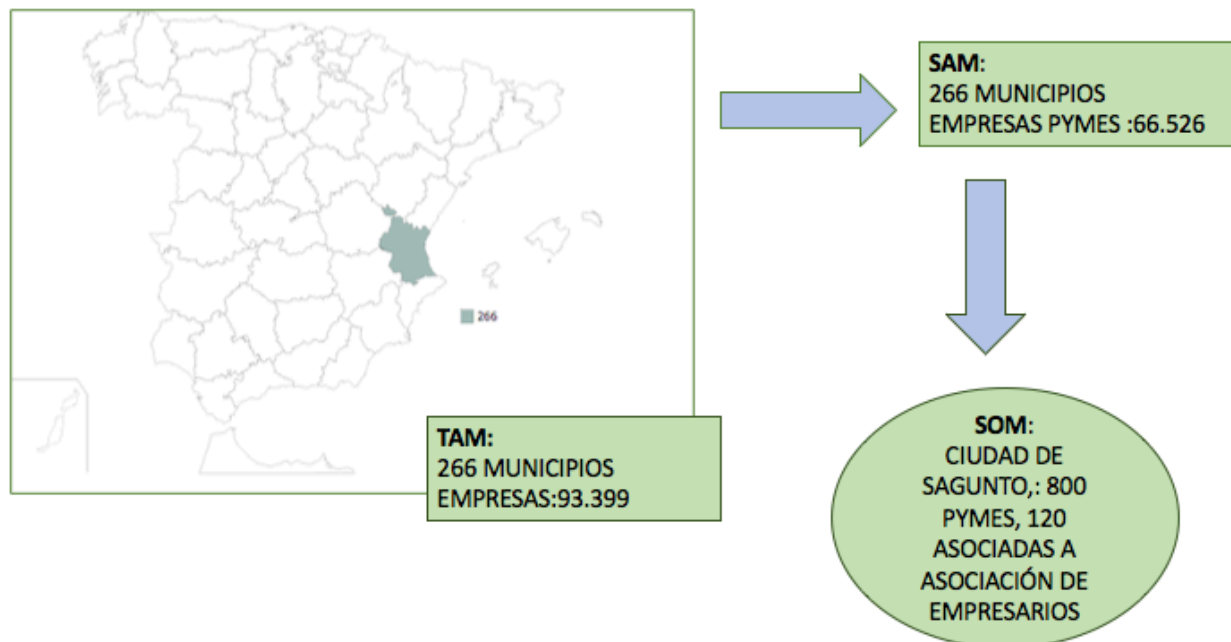 SAM:
266 MUNICIPIOS
EMPRESAS PYMES :66.526
266
TAM:
266 MUNICIPIOS
EMPRESAS:93.399
SOM:
CIUDAD DE
SAGUNTO,: 800
PYMES, 120
ASOCIADAS A
ASOCIACIÓN DE
EMPRESARIOS